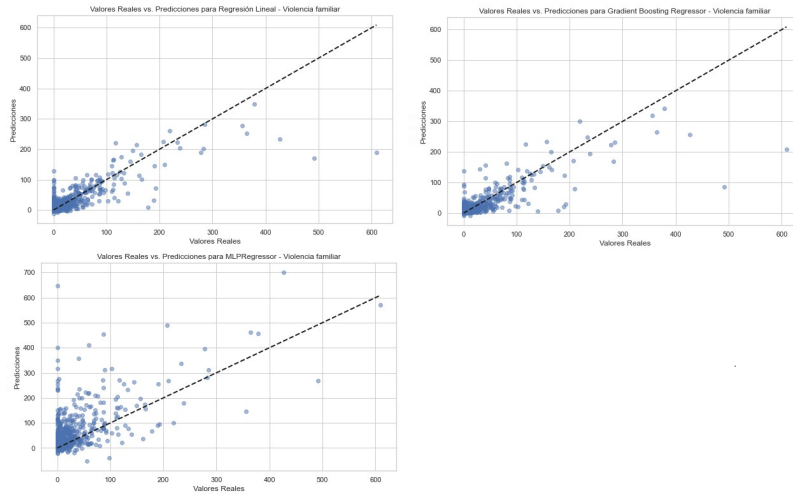 Valores Reales vs. Predicciones para Regresión Lineal - Violencia familiar
600
500
400
300
200
100
0
Predicciones
0 100 200 300 400 500 600
Valores Reales
Valores Reales vs. Predicciones para Gradient Boosting Regressor - Violencia familiar
600
500
400
300
200
100
0
Predicciones
0 100 200 300 400 500 600
Valores Reales
Valores Reales vs. Predicciones para MLPRegressor - Violencia familiar
700
600
500
400
300
200
100
0
Predicciones
0 100 200 300 400 500 600
Valores Reales